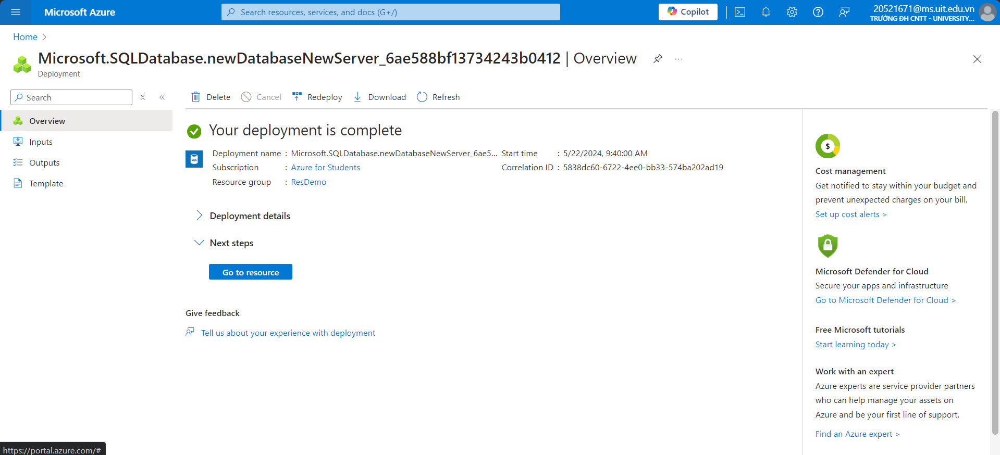 Microsoft Azure
Search resources, services, and docs (G+/)
Copilot
20521671@ms.uit.edu.vn
TRƯỜNG ĐH CNTT - UNIVERSITY...
Home
Microsoft.SQLDatabase.newDatabaseNewServer_6ae588bf13734243b0412 | Overview
Deployment
Search
Overview
Inputs
Outputs
Template
Delete
Cancel
Redeploy
Download
Refresh
Your deployment is complete
Deployment name : Microsoft.SQLDatabase.newDatabaseNewServer_6ae5...
Subscription : Azure for Students
Resource group : ResDemo
Start time : 5/22/2024, 9:40:00 AM
Correlation ID : 5838dc60-6722-4ee0-bb33-574ba202ad19
Deployment details
Next steps
Go to resource
Give feedback
Tell us about your experience with deployment
Cost management
Get notified to stay within your budget and
prevent unexpected charges on your bill.
Set up cost alerts >
Microsoft Defender for Cloud
Secure your apps and infrastructure
Go to Microsoft Defender for Cloud >
Free Microsoft tutorials
Start learning today >
Work with an expert
Azure experts are service provider partners
who can help manage your assets on
Azure and be your first line of support.
Find an Azure expert >
https://portal.azure.com/#